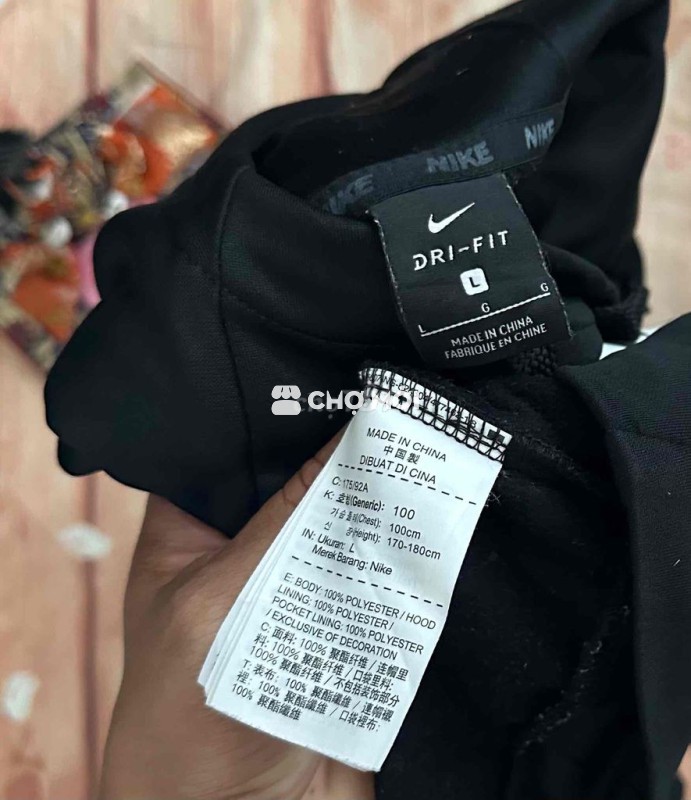 NIKE
NIKE
NIKE
DRI-FIT
L
L G G
MADE IN CHINA
FABRIQUE EN CHINE
CHỢ TỐT
MADE IN CHINA
中国製
DIBUAT DI CINA
C: 175/92A
K: 호칭(Generic): 100
가슴둘레(Chest): 100cm
신 장(Height): 170-180cm
IN: Ukuran: L
Merek Barang: Nike
E: BODY: 100% POLYESTER / HOOD
LINING: 100% POLYESTER /
POCKET LINING: 100% POLYESTER
/ EXCLUSIVE OF DECORATION
C: 面料: 100% 聚酯纤维 / 连帽里
料: 100% 聚酯纤维 / 口袋里料:
100% 聚酯纤维 / 不包括装饰部分
T: 表布: 100% 聚酯纖維 / 連帽襯
裡: 100% 聚酯纖維 / 口袋裡布:
100% 聚酯纖維